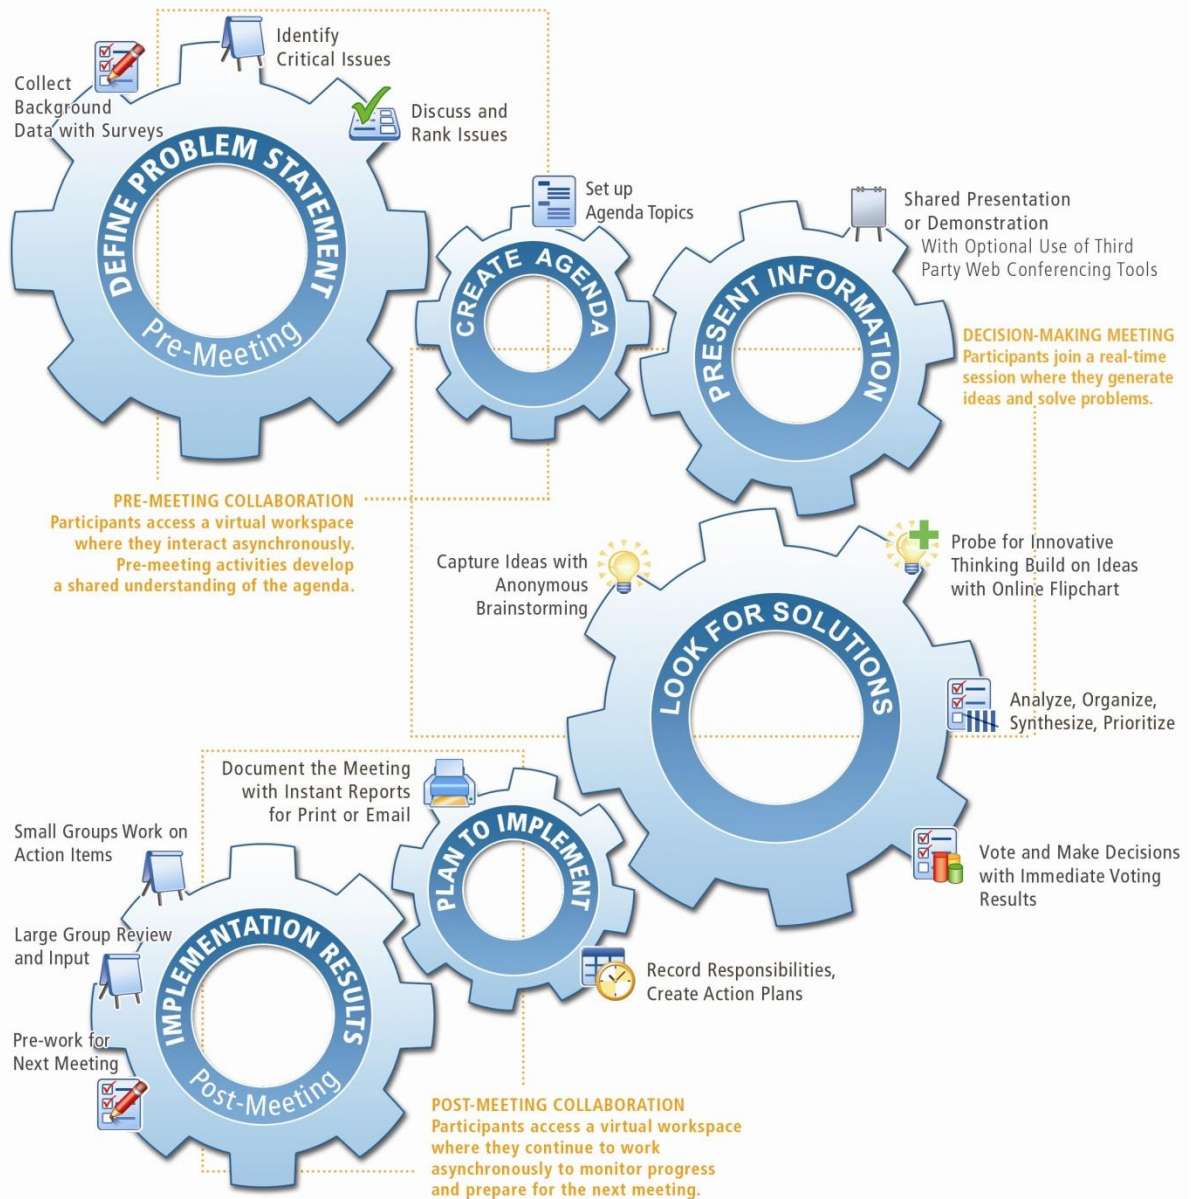 Identify
Critical Issues
Collect
Background
Data with Surveys
Discuss and
Rank Issues
DEFINE PROBLEM STATEMENT
Pre-Meeting
Set up
Agenda Topics
CREATE AGENDA
Shared Presentation
or Demonstration
With Optional Use of Third
Party Web Conferencing Tools
PRESENT INFORMATION
DECISION-MAKING MEETING
Participants join a real-time
session where they generate
ideas and solve problems.
PRE-MEETING COLLABORATION
Participants access a virtual workspace
where they interact asynchronously.
Pre-meeting activities develop
a shared understanding of the agenda.
Capture Ideas with
Anonymous
Brainstorming
Probe for Innovative
Thinking Build on Ideas
with Online Flipchart
LOOK FOR SOLUTIONS
Analyze, Organize,
Synthesize, Prioritize
Vote and Make Decisions
with Immediate Voting
Results
Document the Meeting
with Instant Reports
for Print or Email
PLAN TO IMPLEMENT
Record Responsibilities,
Create Action Plans
Small Groups Work on
Action Items
Large Group Review
and Input
Pre-work for
Next Meeting
IMPLEMENTATION RESULTS
Post-Meeting
POST-MEETING COLLABORATION
Participants access a virtual workspace
where they continue to work
asynchronously to monitor progress
and prepare for the next meeting.